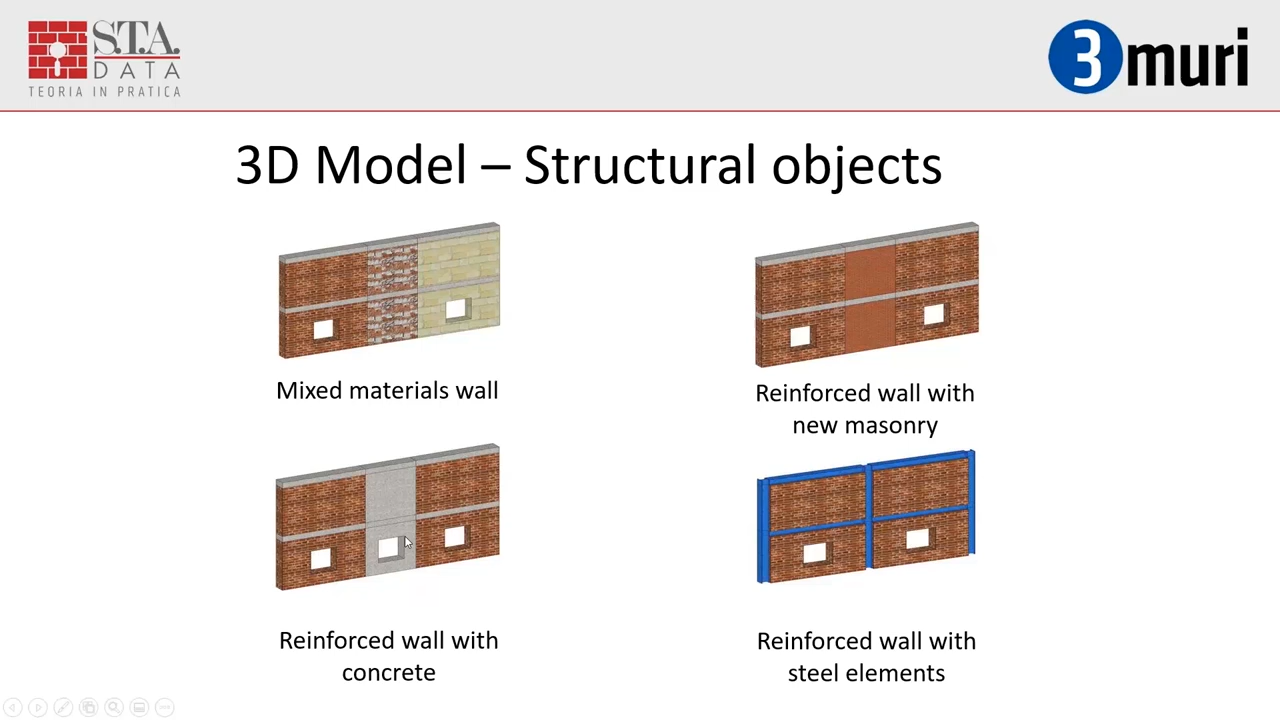 S.T.A.
DATA
TEORIA IN PRATICA
3muri
3D Model – Structural objects
Mixed materials wall
Reinforced wall with
new masonry
Reinforced wall with
concrete
Reinforced wall with
steel elements